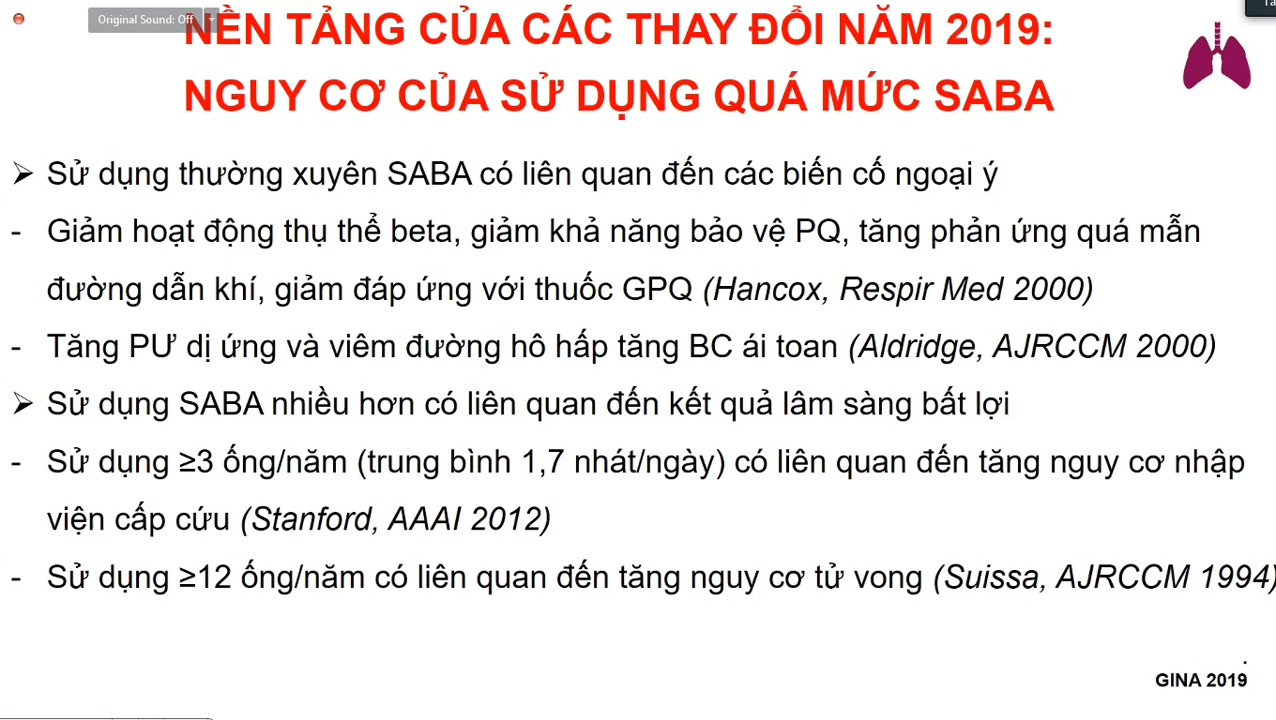 Original Sound: Off
NỀN TẢNG CỦA CÁC THAY ĐỔI NĂM 2019:
NGUY CƠ CỦA SỬ DỤNG QUÁ MỨC SABA
➢ Sử dụng thường xuyên SABA có liên quan đến các biến cố ngoại ý
- Giảm hoạt động thụ thể beta, giảm khả năng bảo vệ PQ, tăng phản ứng quá mẫn
đường dẫn khí, giảm đáp ứng với thuốc GPQ (Hancox, Respir Med 2000)
- Tăng PƯ dị ứng và viêm đường hô hấp tăng BC ái toan (Aldridge, AJRCCM 2000)
➢ Sử dụng SABA nhiều hơn có liên quan đến kết quả lâm sàng bất lợi
- Sử dụng ≥3 ống/năm (trung bình 1,7 nhát/ngày) có liên quan đến tăng nguy cơ nhập
viện cấp cứu (Stanford, AAAI 2012)
- Sử dụng ≥12 ống/năm có liên quan đến tăng nguy cơ tử vong (Suissa, AJRCCM 1994)
GINA 2019